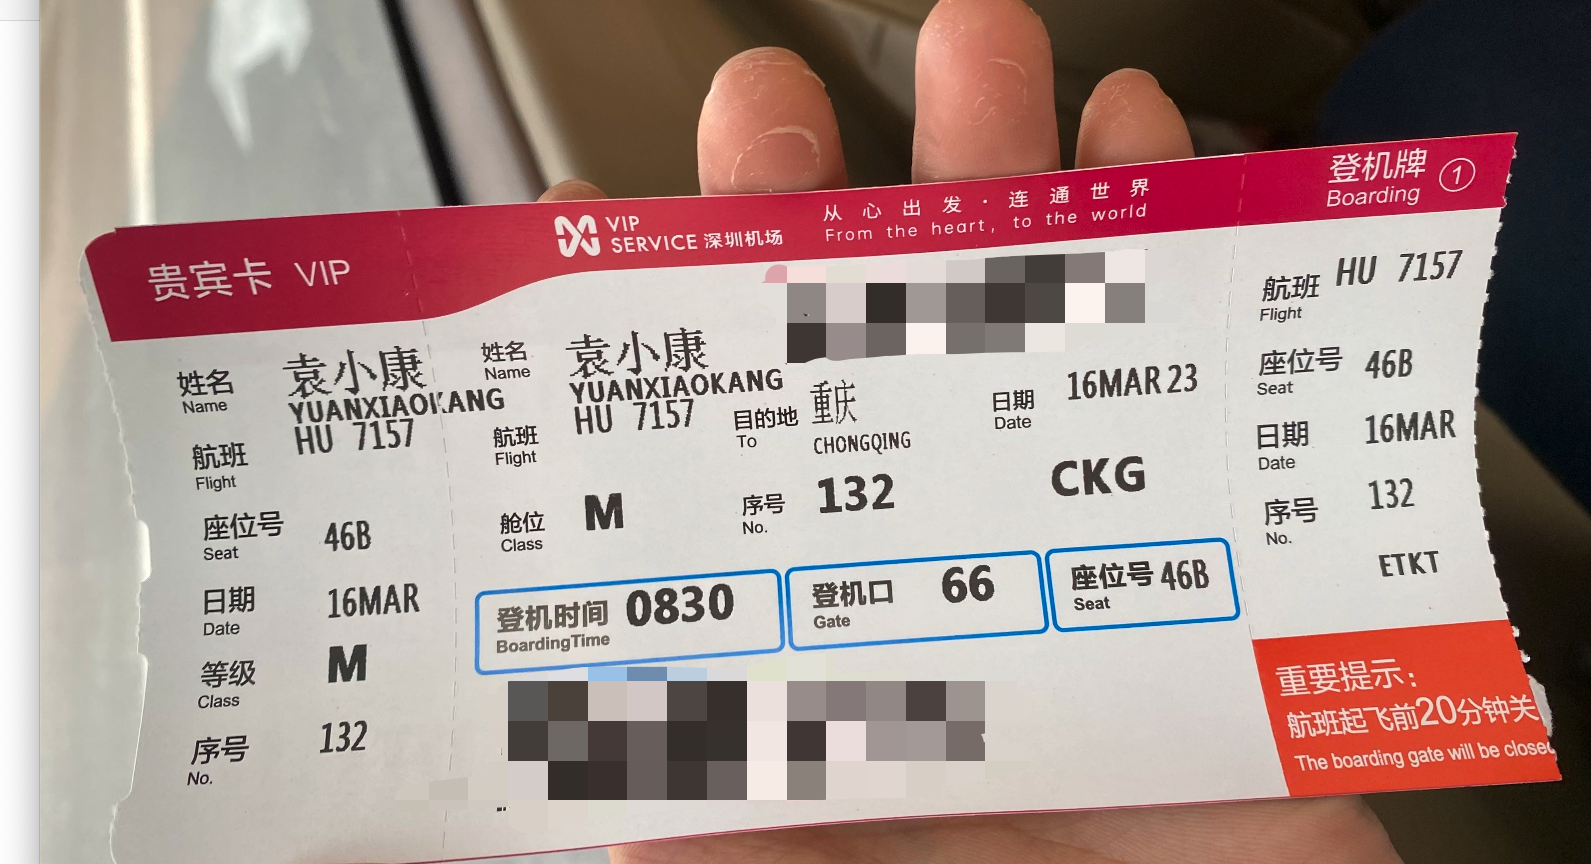 贵宾卡 VIP
VIP
SERVICE 深圳机场
从心出发·连通世界
From the heart, to the world
登机牌 1
Boarding
姓名 袁小康
Name YUANXIAOKANG
航班 HU 7157
Flight
座位号 46B
Seat
日期 16MAR
Date
等级 M
Class
序号 132
No.
姓名 袁小康
Name YUANXIAOKANG
航班 HU 7157
Flight
目的地 重庆
To CHONGQING
日期 16MAR 23
Date
舱位 M
Class
序号 132
No.
CKG
登机时间 0830
BoardingTime
登机口 66
Gate
座位号 46B
Seat
航班 HU 7157
Flight
座位号 46B
Seat
日期 16MAR
Date
序号 132
No.
ETKT
重要提示：
航班起飞前20分钟关
The boarding gate will be closed